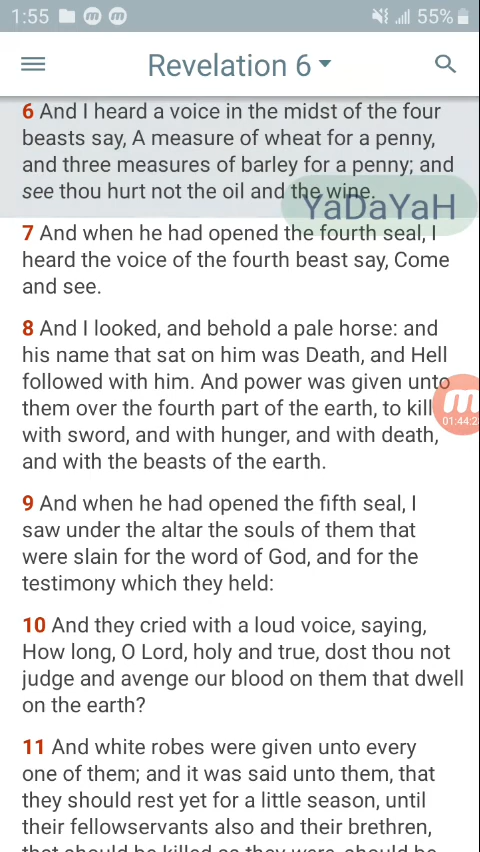 1:55
55%
Revelation 6
6 And I heard a voice in the midst of the four
beasts say, A measure of wheat for a penny,
and three measures of barley for a penny; and
see thou hurt not the oil and the wine.
YaDaYaH
7 And when he had opened the fourth seal, I
heard the voice of the fourth beast say, Come
and see.
8 And I looked, and behold a pale horse: and
his name that sat on him was Death, and Hell
followed with him. And power was given unto
them over the fourth part of the earth, to kill
with sword, and with hunger, and with death,
and with the beasts of the earth.
m
9 And when he had opened the fifth seal, I
saw under the altar the souls of them that
were slain for the word of God, and for the
testimony which they held:
10 And they cried with a loud voice, saying,
How long, O Lord, holy and true, dost thou not
judge and avenge our blood on them that dwell
on the earth?
11 And white robes were given unto every
one of them; and it was said unto them, that
they should rest yet for a little season, until
their fellowservants also and their brethren,
that should be killed as they were, should be